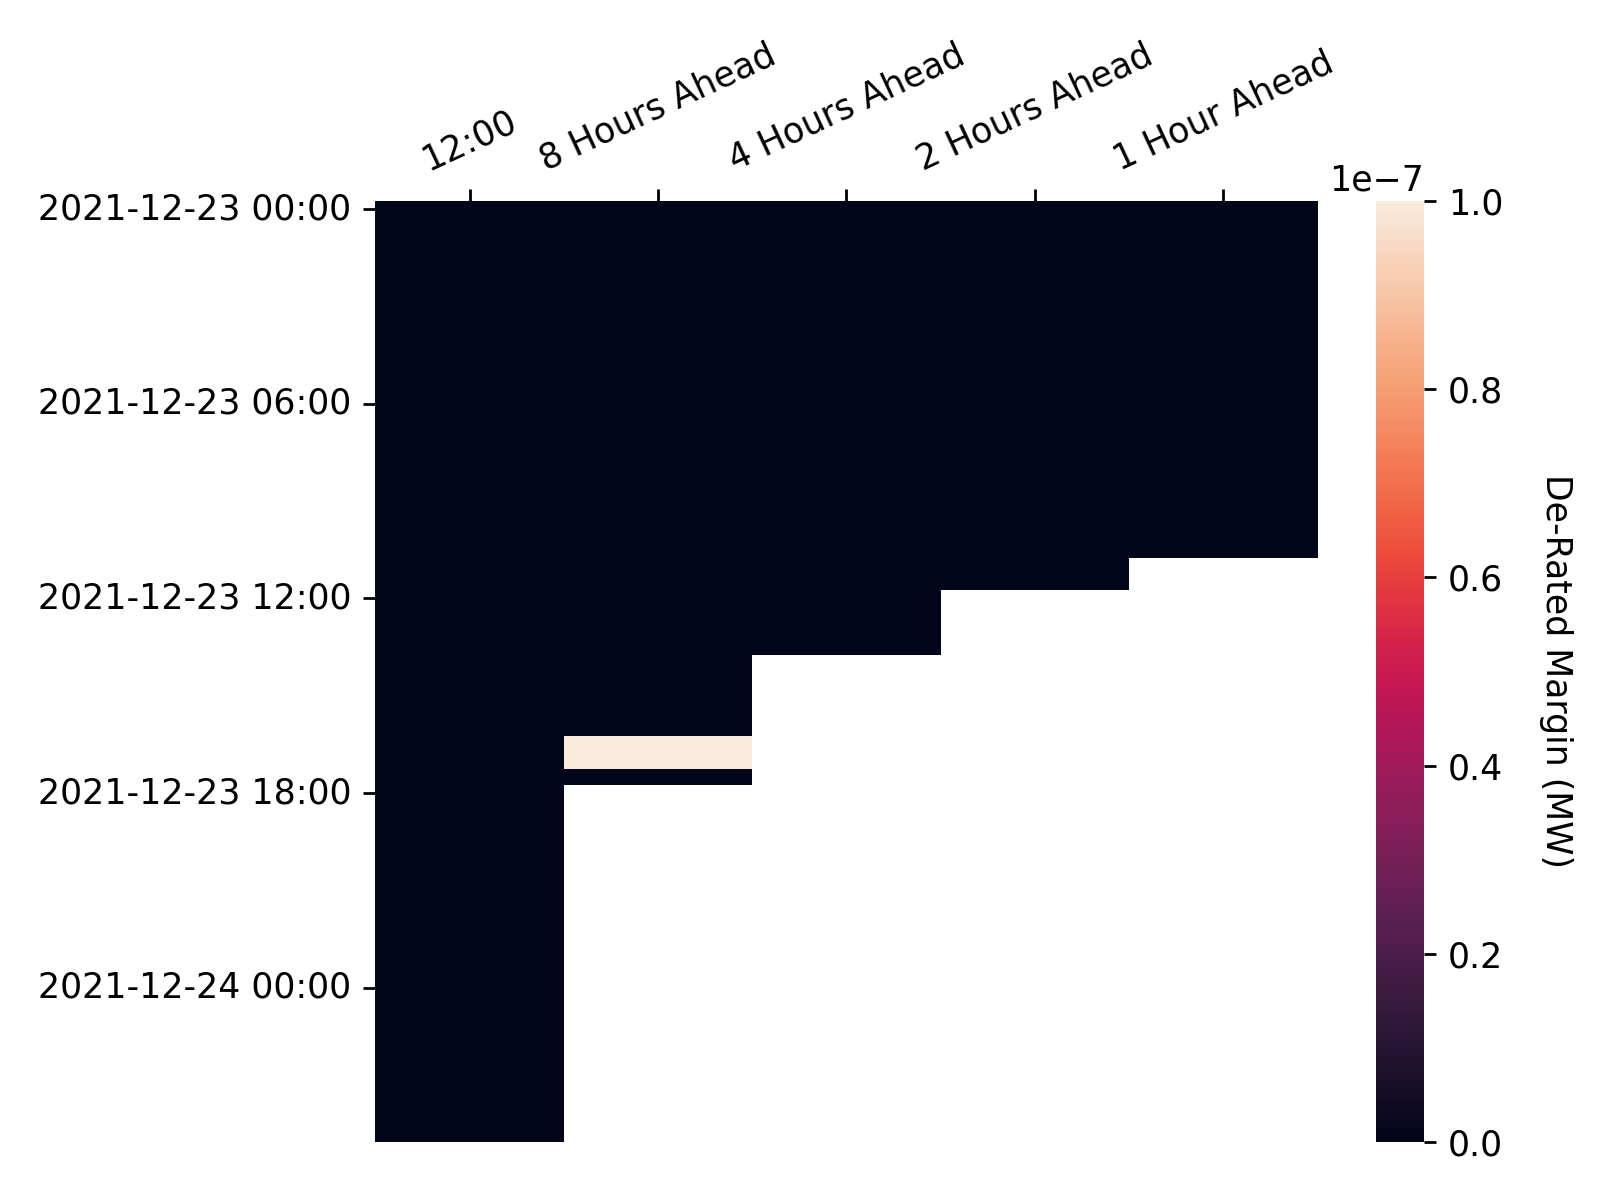 12:00
8 Hours Ahead
4 Hours Ahead
2 Hours Ahead
1 Hour Ahead
2021-12-23 00:00
2021-12-23 06:00
2021-12-23 12:00
2021-12-23 18:00
2021-12-24 00:00
1e−7
1.0
0.8
0.6
0.4
0.2
0.0
De-Rated Margin (MW)